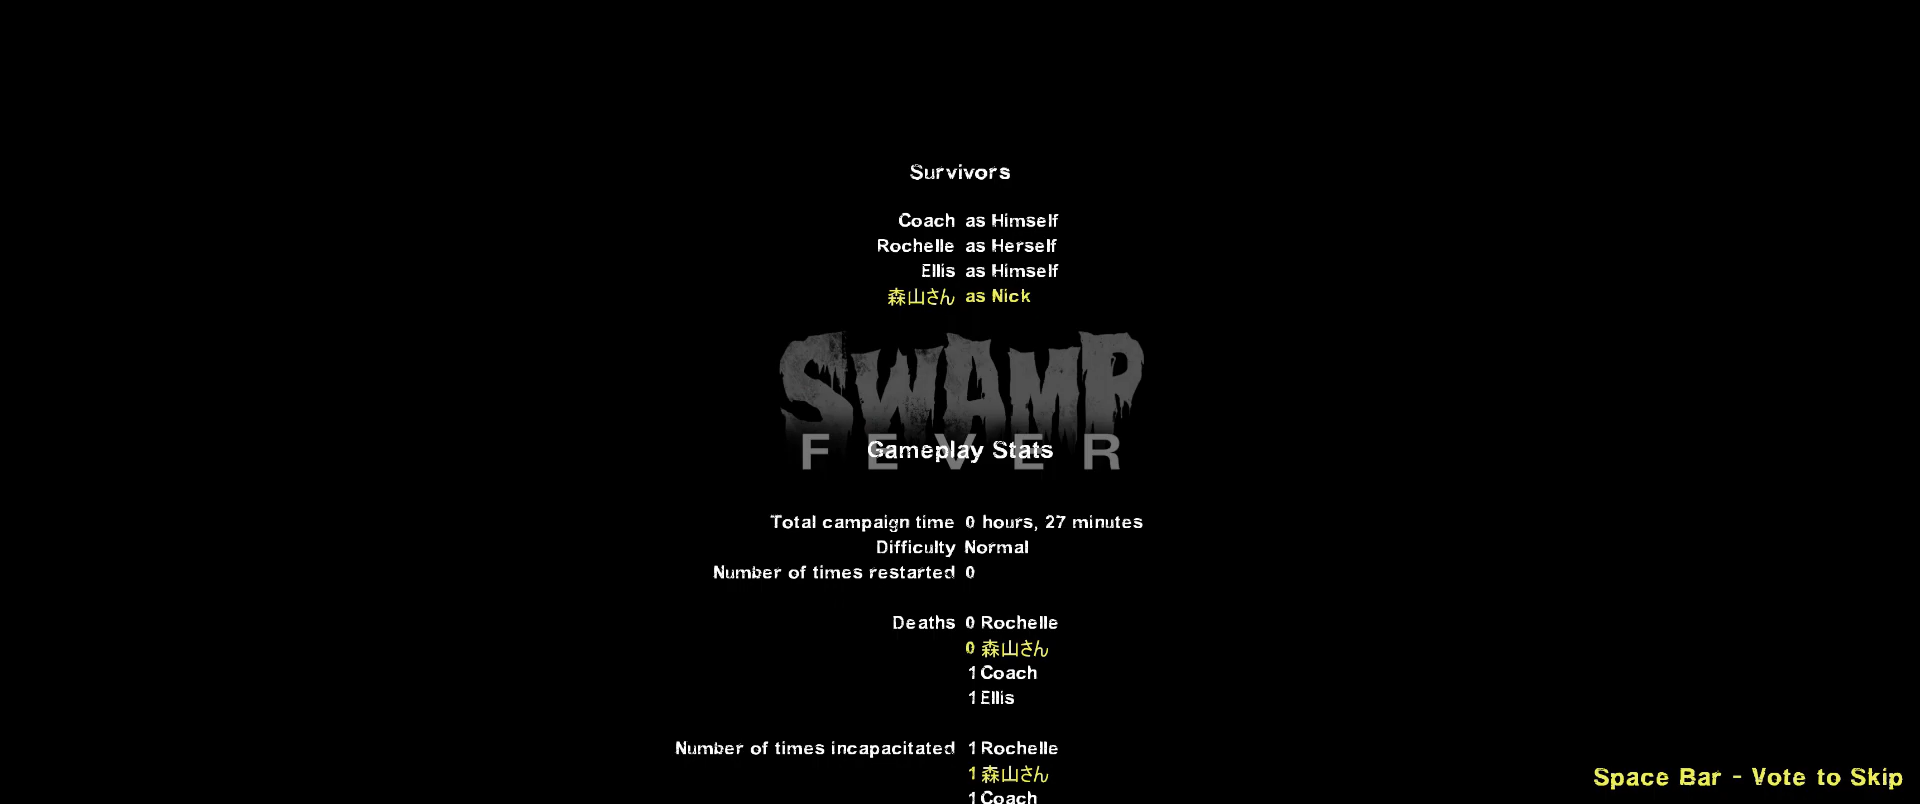 Survivors
Coach as Himself
Rochelle as Herself
Ellis as Himself
森山さん as Nick
SWAMP
FEVER
Gameplay Stats
Total campaign time 0 hours, 27 minutes
Difficulty Normal
Number of times restarted 0
Deaths 0 Rochelle
0 森山さん
1 Coach
1 Ellis
Number of times incapacitated 1 Rochelle
1 森山さん
1 Coach
Space Bar - Vote to Skip